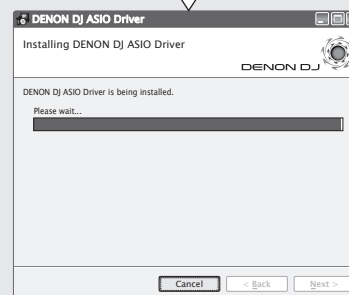 DENON DJ ASIO Driver
Installing DENON DJ ASIO Driver
DENON DJ
DENON DJ ASIO Driver is being installed.
Please wait...
Cancel
< Back
Next >